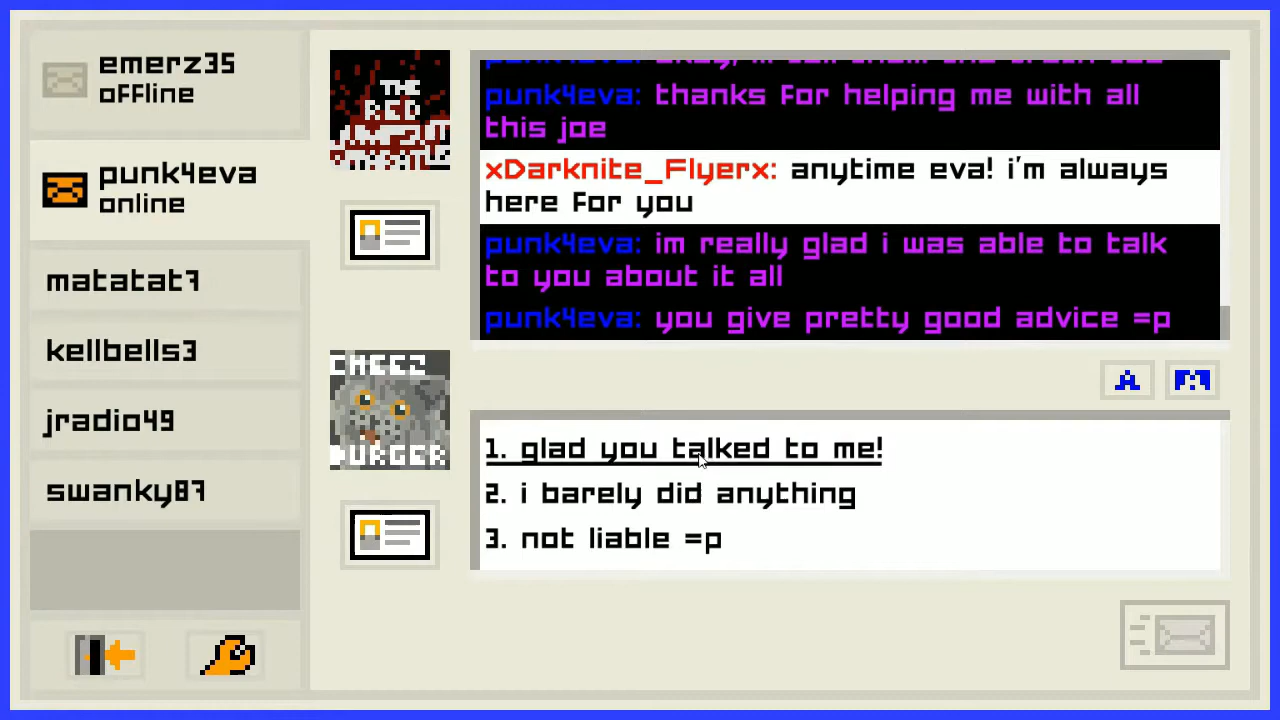 emerz35
offline
punk4eva
online
matatat7
kellbells3
jradio49
swanky87
THE
RED
punk4eva: thanks for helping me with all
this joe
xDarknite_Flyerx: anytime eva! i'm always
here for you
punk4eva: im really glad i was able to talk
to you about it all
punk4eva: you give pretty good advice =p
A
CHEEZ
BURGER
1. glad you talked to me!
2. i barely did anything
3. not liable =p